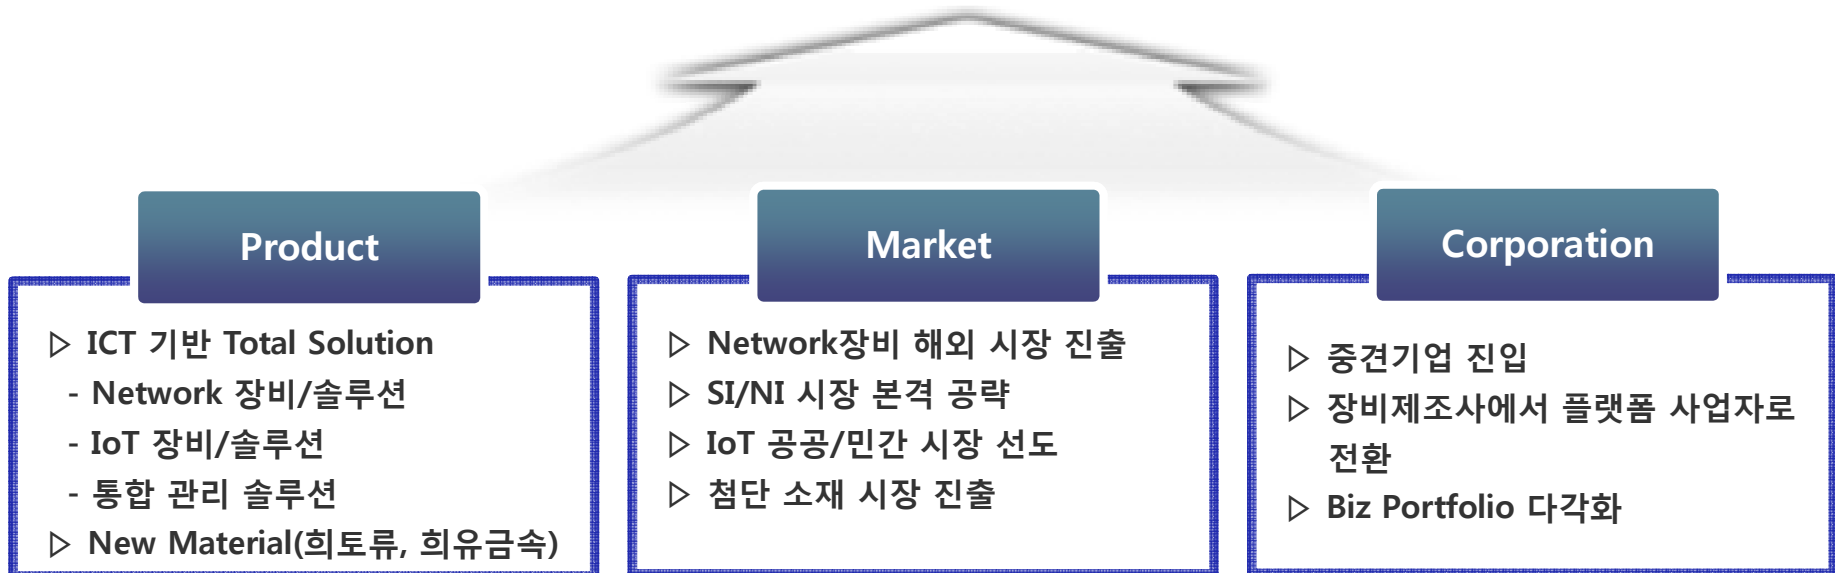 Product
▷ ICT 기반 Total Solution
- Network 장비/솔루션
- IoT 장비/솔루션
- 통합 관리 솔루션
▷ New Material(희토류, 희유금속)
Market
▷ Network장비 해외 시장 진출
▷ SI/NI 시장 본격 공략
▷ IoT 공공/민간 시장 선도
▷ 첨단 소재 시장 진출
Corporation
▷ 중견기업 진입
▷ 장비제조사에서 플랫폼 사업자로
전환
▷ Biz Portfolio 다각화